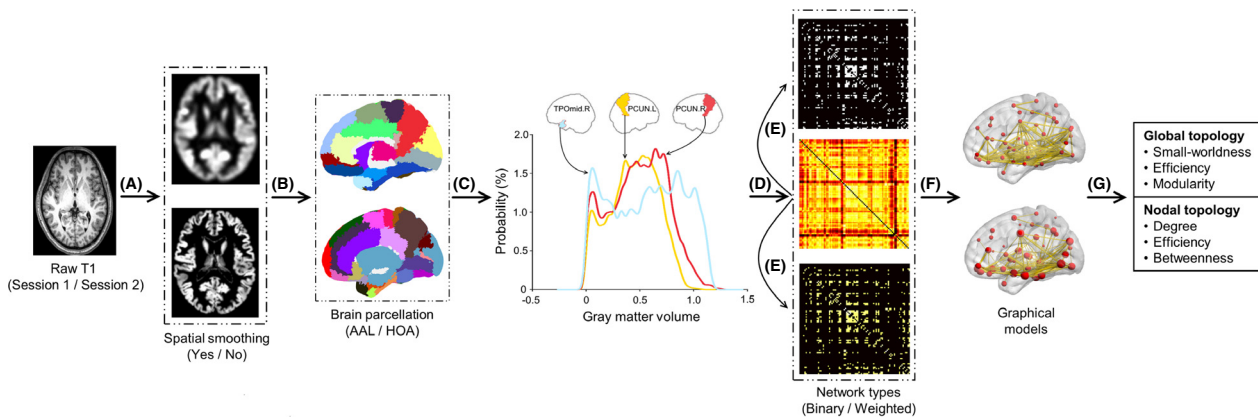 Raw T1
(Session 1 / Session 2)
(A)
Spatial smoothing
(Yes / No)
(B)
Brain parcellation
(AAL / HOA)
(C)
TPOmid.R
PCUN.L
PCUN.R
Probability (%)
2.0
1.5
1.0
0.5
0
-0.5
0
0.5
1.0
1.5
Gray matter volume
(D)
(E)
(E)
Network types
(Binary / Weighted)
(F)
Graphical
models
(G)
Global topology
• Small-worldness
• Efficiency
• Modularity
Nodal topology
• Degree
• Efficiency
• Betweenness